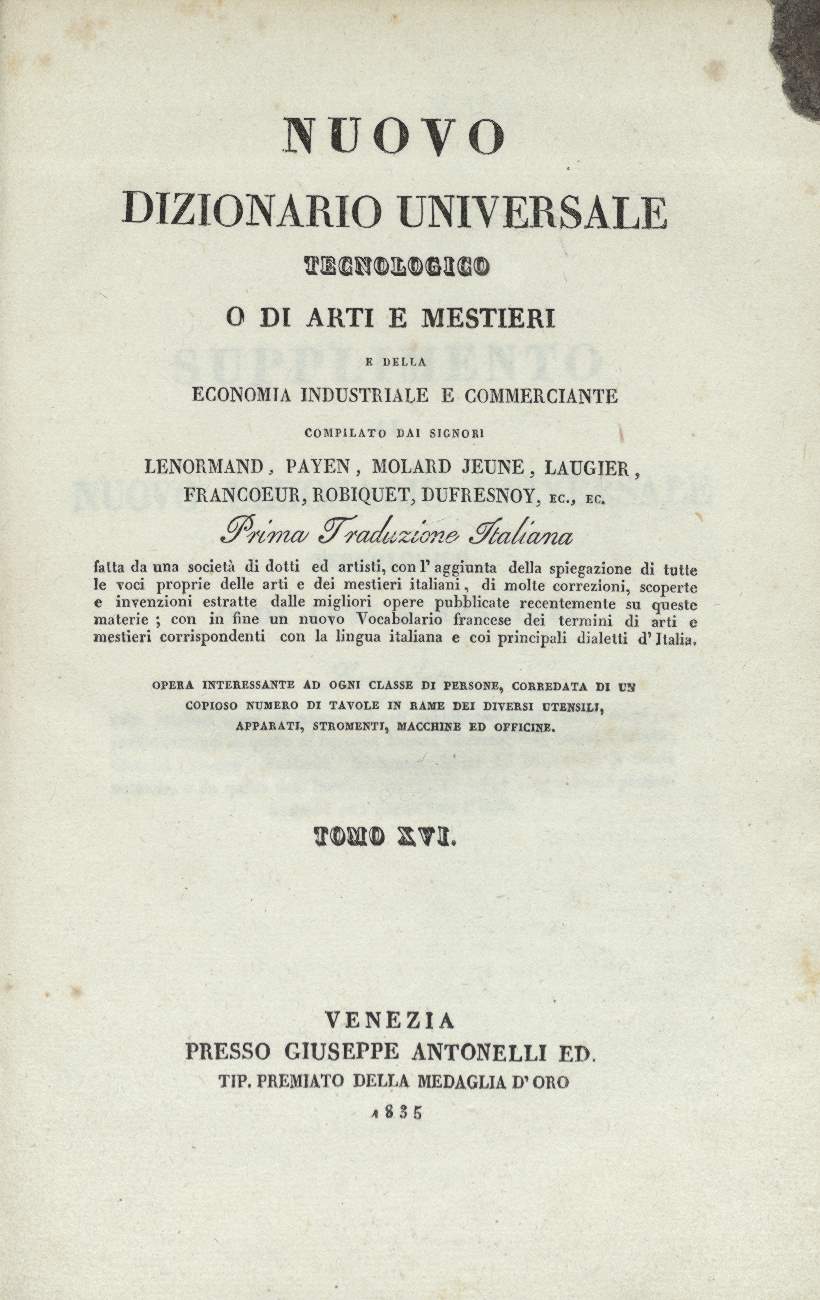 NUOVO
DIZIONARIO UNIVERSALE
TECNOLOGICO
O DI ARTI E MESTIERI
E DELLA
ECONOMIA INDUSTRIALE E COMMERCIANTE
COMPILATO DAI SIGNORI
LENORMAND, PAYEN, MOLARD JEUNE, LAUGIER,
FRANCOEUR, ROBIQUET, DUFRESNOY, EC., EC.
Prima Traduzione Italiana
fatta da una società di dotti ed artisti, con l'aggiunta della spiegazione di tutte
le voci proprie delle arti e dei mestieri italiani, di molte correzioni, scoperte
e invenzioni estratte dalle migliori opere pubblicate recentemente su queste
materie; con in fine un nuovo Vocabolario francese dei termini di arti e
mestieri corrispondenti con la lingua italiana e coi principali dialetti d'Italia.
OPERA INTERESSANTE AD OGNI CLASSE DI PERSONE, CORREDATA DI UN
COPIOSO NUMERO DI TAVOLE IN RAME DEI DIVERSI UTENSILI,
APPARATI, STROMENTI, MACCHINE ED OFFICINE.
TOMO XVI.
VENEZIA
PRESSO GIUSEPPE ANTONELLI ED.
TIP. PREMIATO DELLA MEDAGLIA D'ORO
1835